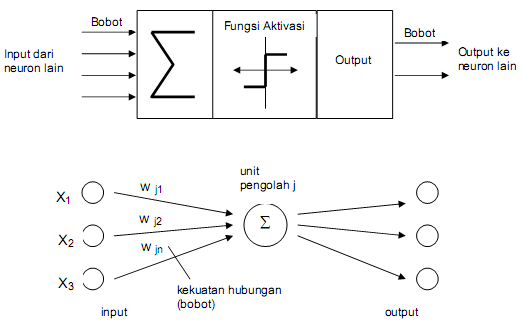 Bobot
Fungsi Aktivasi
Bobot
Input dari
neuron lain
Σ
Output
Output ke
neuron lain
unit
pengolah j
X1
W j1
X2
W j2
Σ
X3
W jn
kekuatan hubungan
(bobot)
input
output